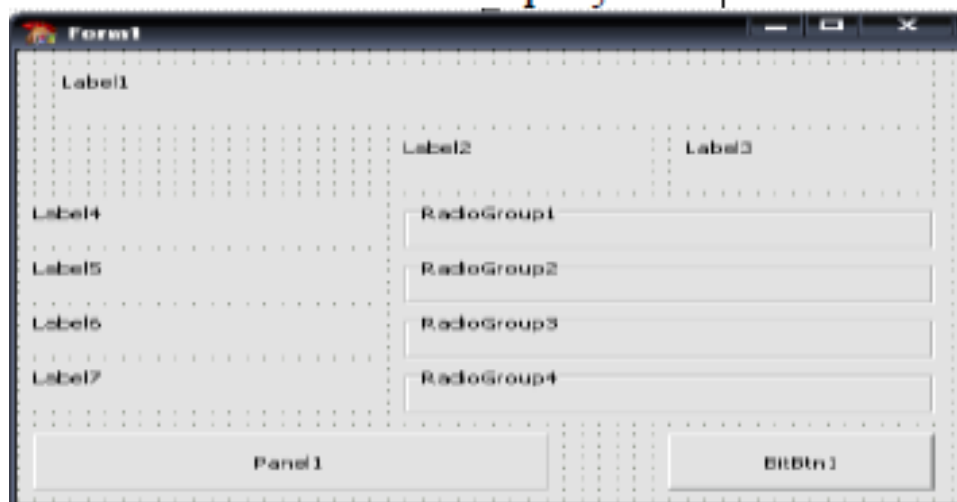 Form1
Label1
Label2 Label3
Label4 RadioGroup1
Label5 RadioGroup2
Label6 RadioGroup3
Label7 RadioGroup4
Panel1 BitBtn1